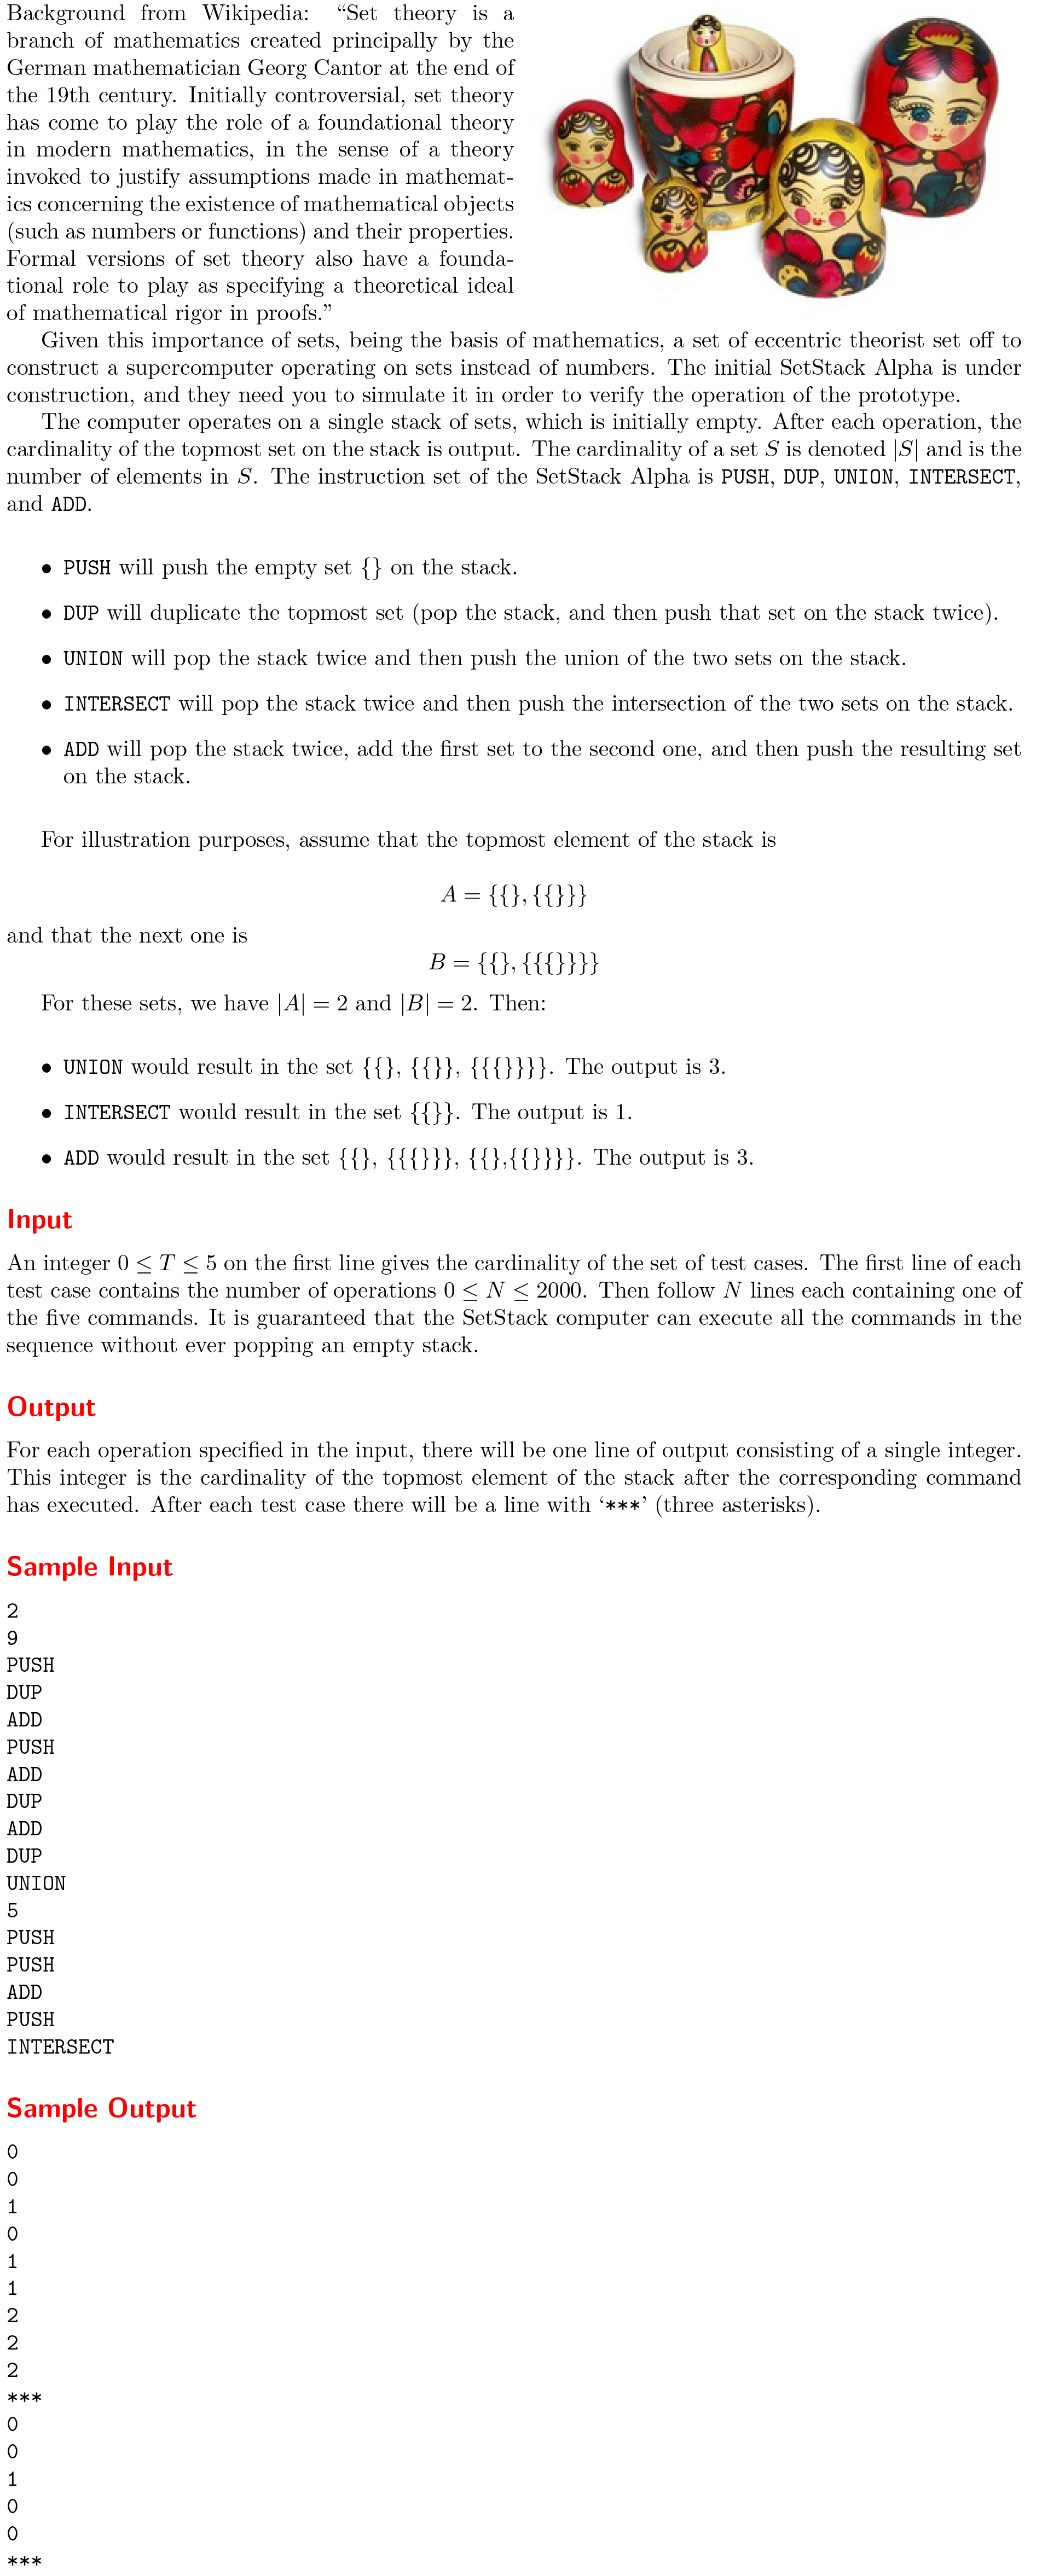 Background from Wikipedia: “Set theory is a
branch of mathematics created principally by the
German mathematician Georg Cantor at the end of
the 19th century. Initially controversial, set theory
has come to play the role of a foundational theory
in modern mathematics, in the sense of a theory
invoked to justify assumptions made in mathemat-
ics concerning the existence of mathematical objects
(such as numbers or functions) and their properties.
Formal versions of set theory also have a founda-
tional role to play as specifying a theoretical ideal
of mathematical rigor in proofs.”
Given this importance of sets, being the basis of mathematics, a set of eccentric theorist set off to
construct a supercomputer operating on sets instead of numbers. The initial SetStack Alpha is under
construction, and they need you to simulate it in order to verify the operation of the prototype.
The computer operates on a single stack of sets, which is initially empty. After each operation, the
cardinality of the topmost set on the stack is output. The cardinality of a set S is denoted |S| and is the
number of elements in S. The instruction set of the SetStack Alpha is PUSH, DUP, UNION, INTERSECT,
and ADD.
• PUSH will push the empty set {} on the stack.
• DUP will duplicate the topmost set (pop the stack, and then push that set on the stack twice).
• UNION will pop the stack twice and then push the union of the two sets on the stack.
• INTERSECT will pop the stack twice and then push the intersection of the two sets on the stack.
• ADD will pop the stack twice, add the first set to the second one, and then push the resulting set
on the stack.
For illustration purposes, assume that the topmost element of the stack is
A = {{}, {{}}}
and that the next one is
B = {{}, {{{}}}}
For these sets, we have |A| = 2 and |B| = 2. Then:
• UNION would result in the set {{}, {{}}, {{{}}}}. The output is 3.
• INTERSECT would result in the set {{}}. The output is 1.
• ADD would result in the set {{}, {{{}}}, {{},{{}}}}. The output is 3.
Input
An integer 0 ≤ T ≤ 5 on the first line gives the cardinality of the set of test cases. The first line of each
test case contains the number of operations 0 ≤ N ≤ 2000. Then follow N lines each containing one of
the five commands. It is guaranteed that the SetStack computer can execute all the commands in the
sequence without ever popping an empty stack.
Output
For each operation specified in the input, there will be one line of output consisting of a single integer.
This integer is the cardinality of the topmost element of the stack after the corresponding command
has executed. After each test case there will be a line with ‘***’ (three asterisks).
Sample Input
2
9
PUSH
DUP
ADD
PUSH
ADD
DUP
ADD
DUP
UNION
5
PUSH
PUSH
ADD
PUSH
INTERSECT
Sample Output
0
0
1
0
1
1
2
2
2
***
0
0
1
0
0
***